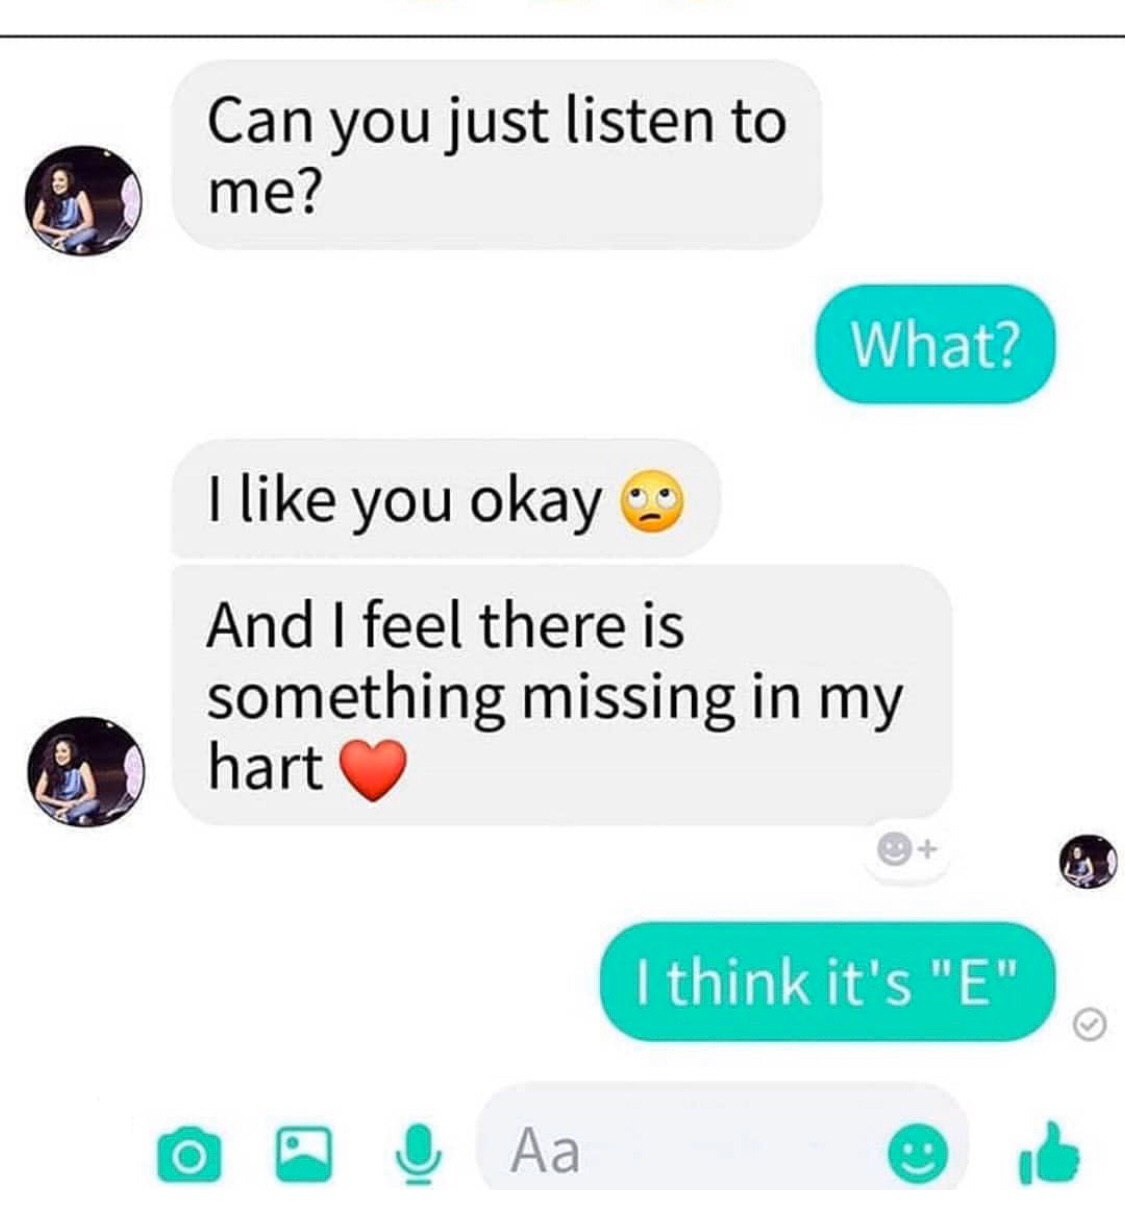 Can you just listen to
me?
What?
I like you okay 🙄
And I feel there is
something missing in my
hart ❤️
I think it's "E"
Aa